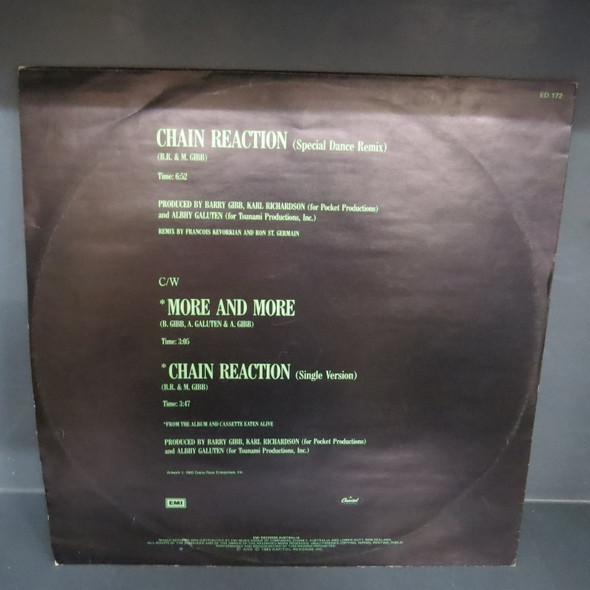 ED 172
CHAIN REACTION (Special Dance Remix)
(B.R. & M. GIBB)
Time: 6:52
PRODUCED BY BARRY GIBB, KARL RICHARDSON (for Pocket Productions)
and ALBHY GALUTEN (for Tsunami Productions, Inc.)
REMIX BY FRANCOIS KEVORKIAN AND RON ST. GERMAIN
C/W
*MORE AND MORE
(B. GIBB, A. GALUTEN & A. GIBB)
Time: 3:05
*CHAIN REACTION (Single Version)
(B.R. & M. GIBB)
Time: 3:47
*FROM THE ALBUM AND CASSETTE EATEN ALIVE
PRODUCED BY BARRY GIBB, KARL RICHARDSON (for Pocket Productions)
and ALBHY GALUTEN (for Tsunami Productions, Inc.)
EMI
Capitol
EMI RECORDS AUSTRALIA